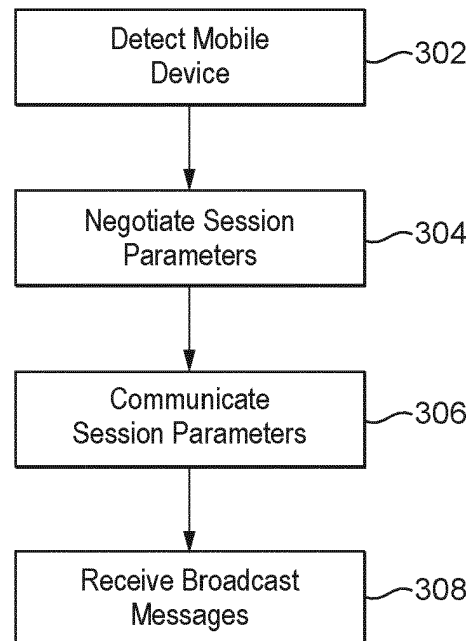 Detect Mobile
Device
302
Negotiate Session
Parameters
304
Communicate
Session Parameters
306
Receive Broadcast
Messages
308